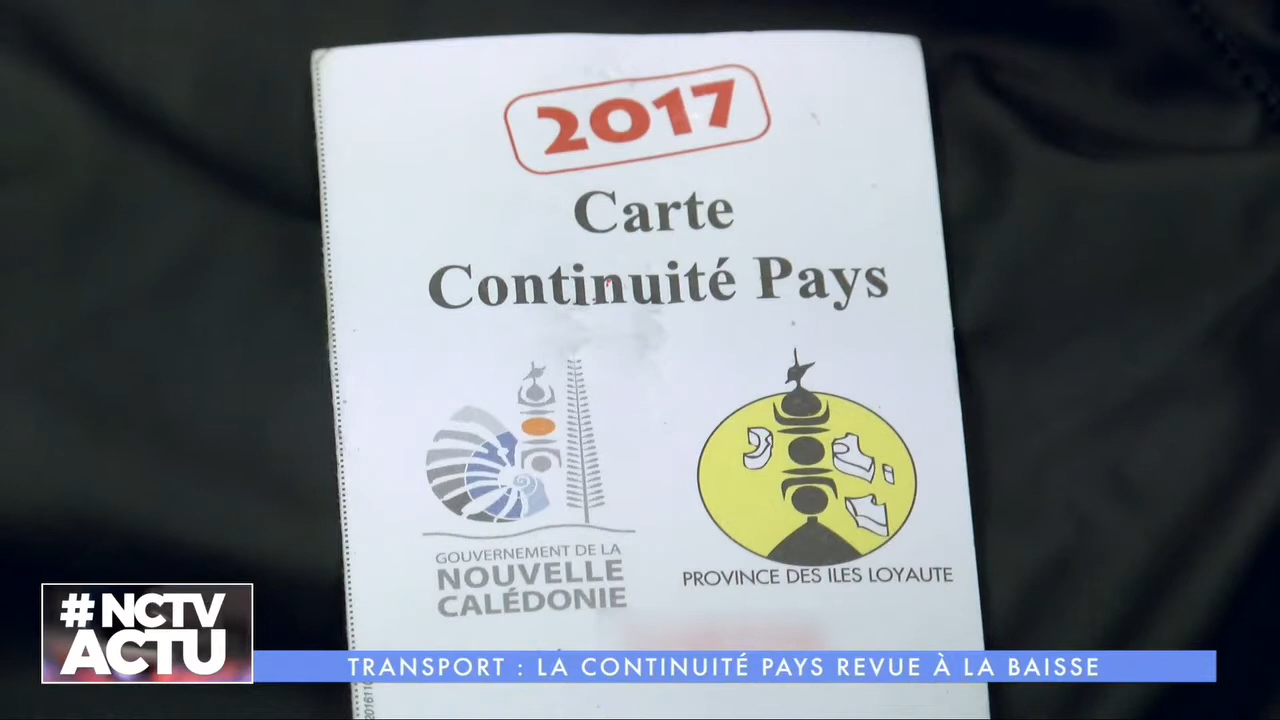 2017
Carte
Continuité Pays
GOUVERNEMENT DE LA
NOUVELLE
CALÉDONIE
PROVINCE DES ILES LOYAUTE
#NCTV
ACTU
TRANSPORT : LA CONTINUITÉ PAYS REVUE À LA BAISSE